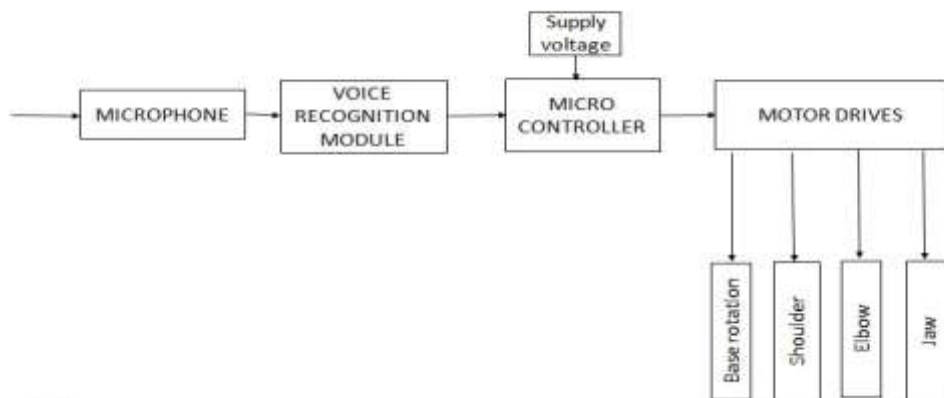 Supply
voltage
MICROPHONE
VOICE
RECOGNITION
MODULE
MICRO
CONTROLLER
MOTOR DRIVES
Base rotation
Shoulder
Elbow
Jaw